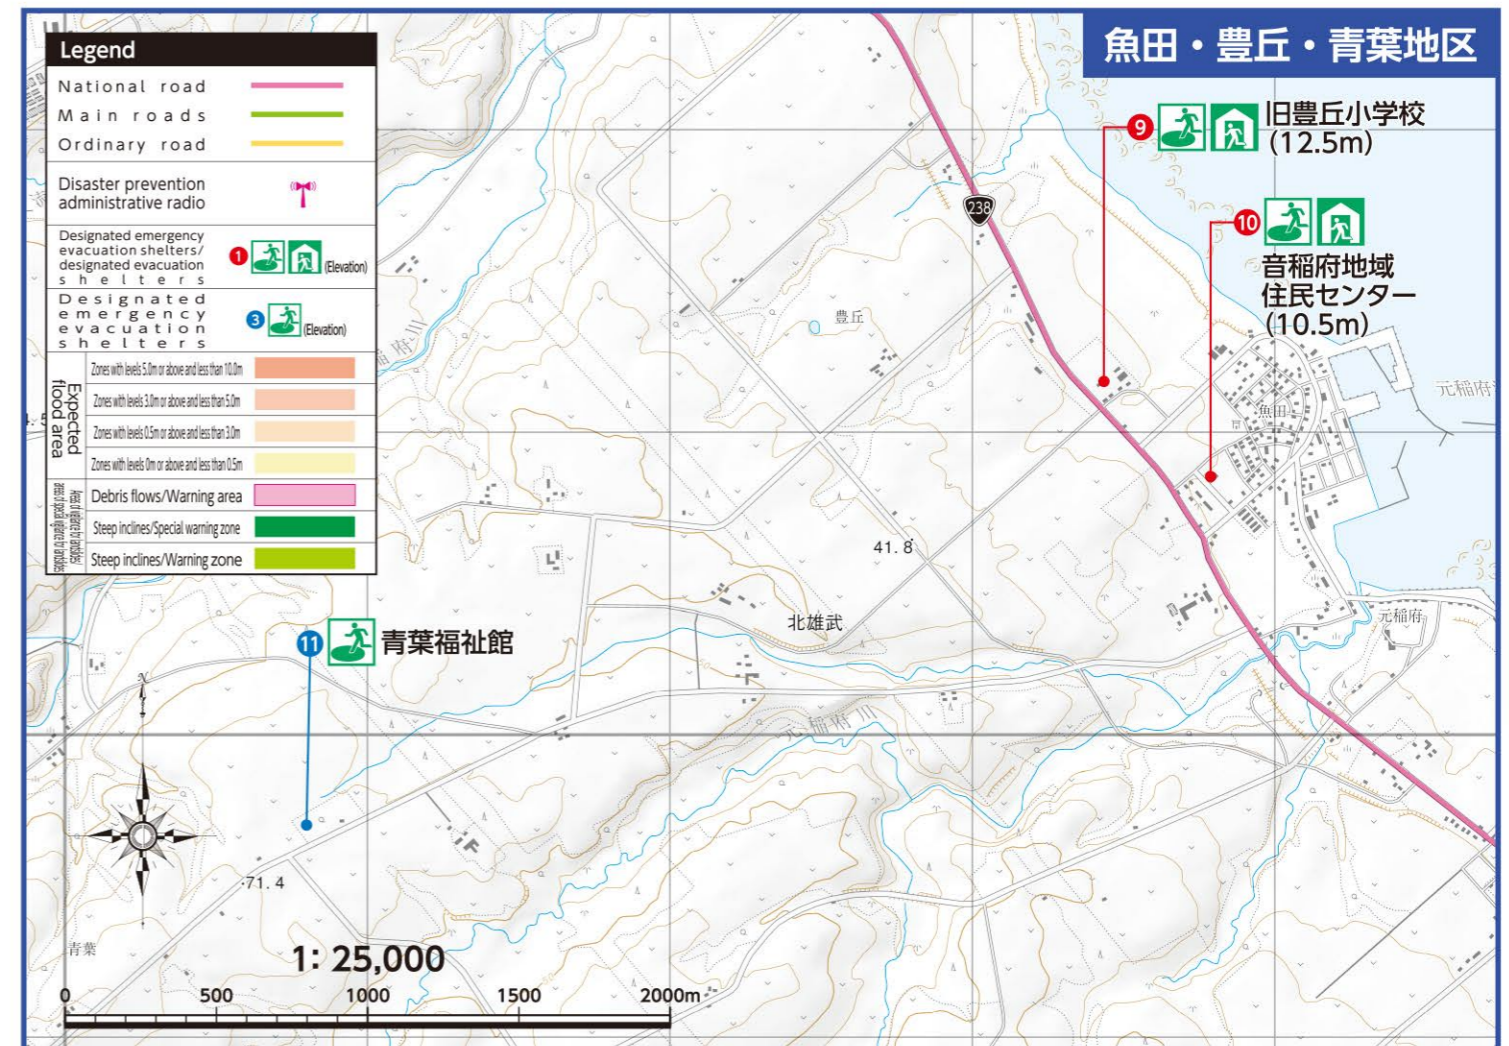 魚田・豊丘・青葉地区
Legend
National road
Main roads
Ordinary road
Disaster prevention
administrative radio
Designated emergency
evacuation shelters/
designated evacuation
shelters
1
(Elevation)
Designated
emergency
evacuation
shelters
3
(Elevation)
Expected
flood area
Zones with levels 5.0m or above and less than 10.0m
Zones with levels 3.0m or above and less than 5.0m
Zones with levels 0.5m or above and less than 3.0m
Zones with levels 0m or above and less than 0.5m
Debris flows/Warning area
Steep inclines/Special warning zone
Steep inclines/Warning zone
9
旧豊丘小学校
(12.5m)
238
10
音稲府地域
住民センター
(10.5m)
豊丘
稲府川
魚田
元稲府
41.8
北雄武
元稲府
11
青葉福祉館
元稲府川
N
71.4
青葉
1: 25,000
0
500
1000
1500
2000m